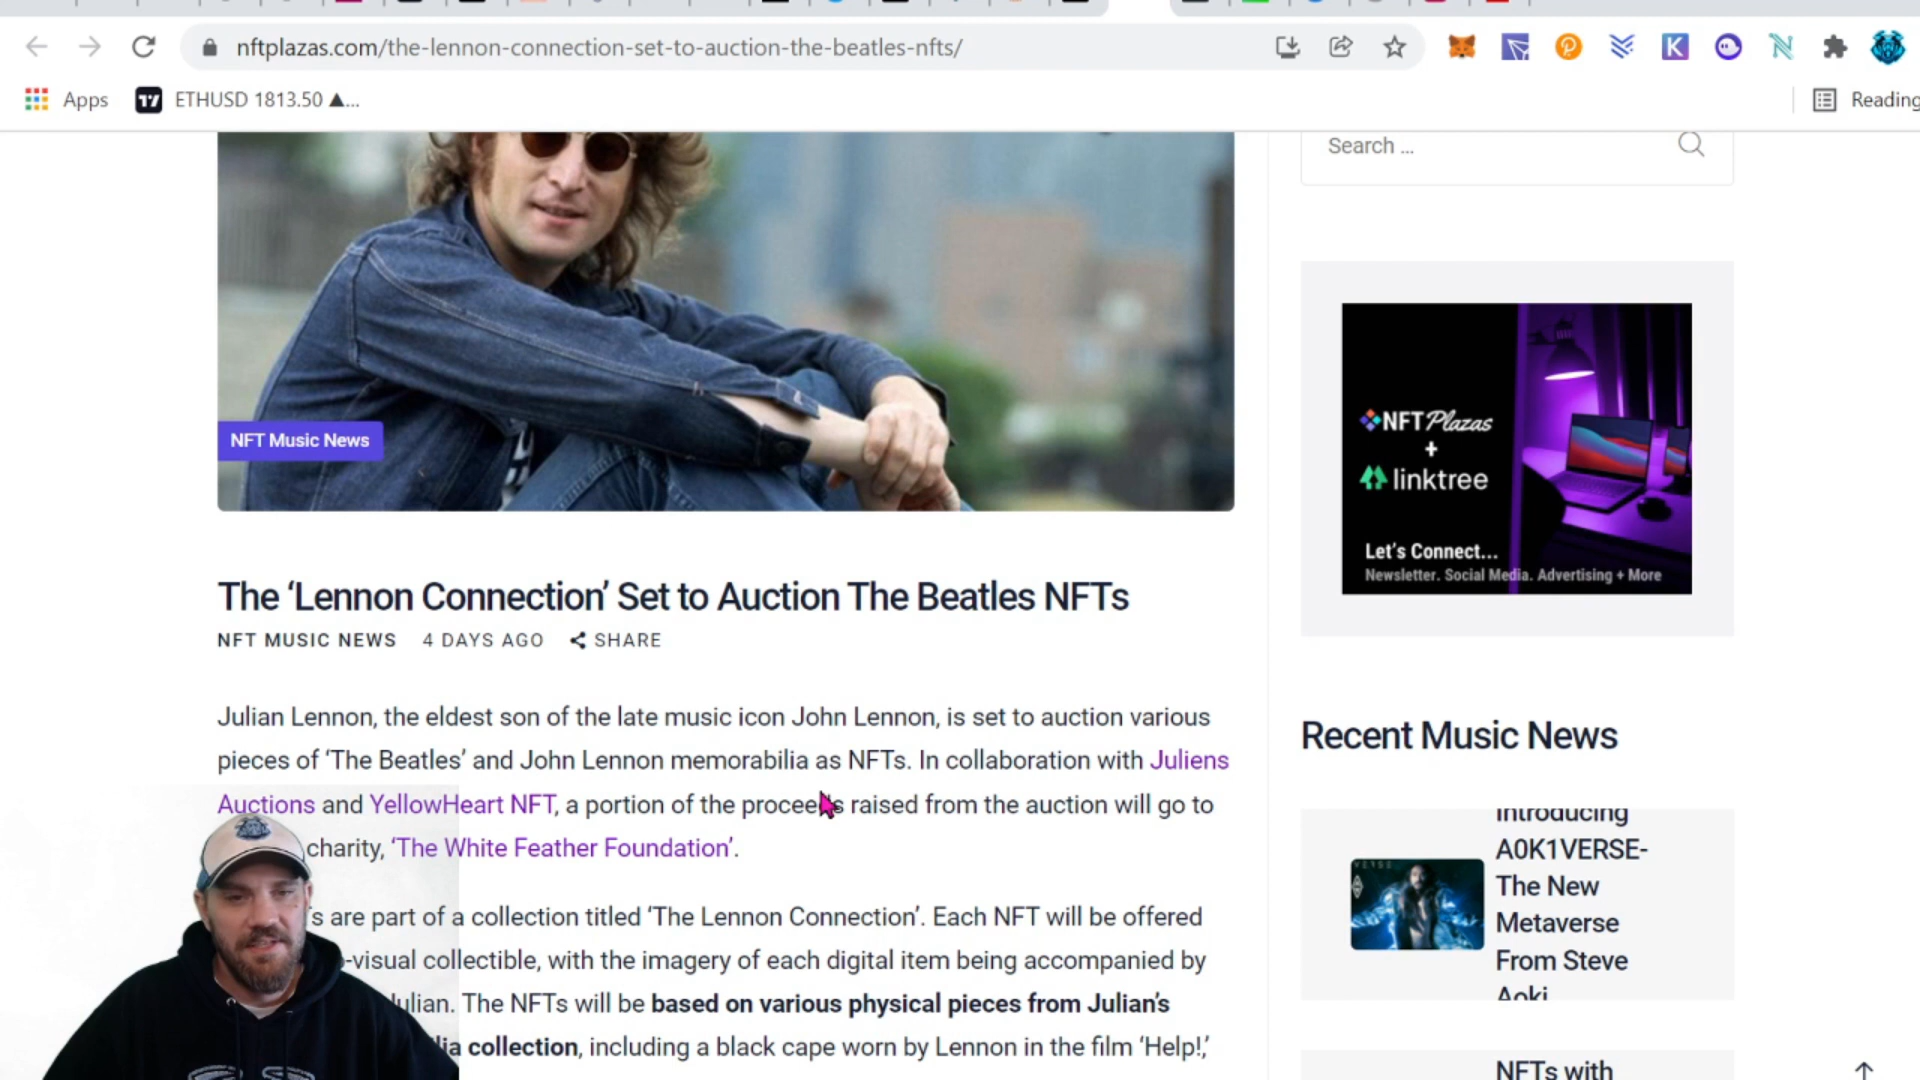 nftplazas.com/the-lennon-connection-set-to-auction-the-beatles-nfts/
Apps
ETHUSD 1813.50 ▲...
Reading
Search ...
NFT Music News
NFT Plazas
+
linktree
Let's Connect...
Newsletter. Social Media. Advertising + More
The ‘Lennon Connection’ Set to Auction The Beatles NFTs
NFT MUSIC NEWS 4 DAYS AGO SHARE
Julian Lennon, the eldest son of the late music icon John Lennon, is set to auction various
pieces of ‘The Beatles’ and John Lennon memorabilia as NFTs. In collaboration with Juliens
Auctions and YellowHeart NFT, a portion of the proceeds raised from the auction will go to
charity, ‘The White Feather Foundation’.
s are part of a collection titled ‘The Lennon Connection’. Each NFT will be offered
-visual collectible, with the imagery of each digital item being accompanied by
ulian. The NFTs will be based on various physical pieces from Julian’s
ia collection, including a black cape worn by Lennon in the film ‘Help!,’
Recent Music News
Introducing
A0K1VERSE-
The New
Metaverse
From Steve
Aoki
NFTs with